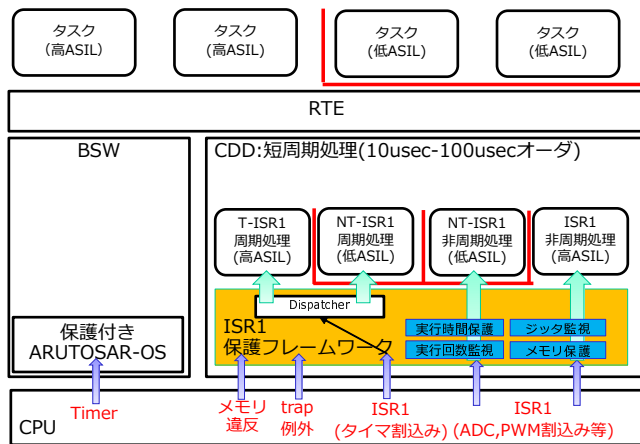 タスク
(高ASIL)
タスク
(高ASIL)
タスク
(低ASIL)
タスク
(低ASIL)
RTE
BSW
CDD:短周期処理(10usec-100usecオーダ)
T-ISR1
周期処理
(高ASIL)
NT-ISR1
周期処理
(低ASIL)
NT-ISR1
非周期処理
(低ASIL)
ISR1
非周期処理
(高ASIL)
Dispatcher
ISR1
保護フレームワーク
実行時間保護
ジッタ監視
実行回数監視
メモリ保護
保護付き
ARUTOSAR-OS
CPU
Timer
メモリ
違反
trap
例外
ISR1
(タイマ割込み)
ISR1
(ADC,PWM割込み等)